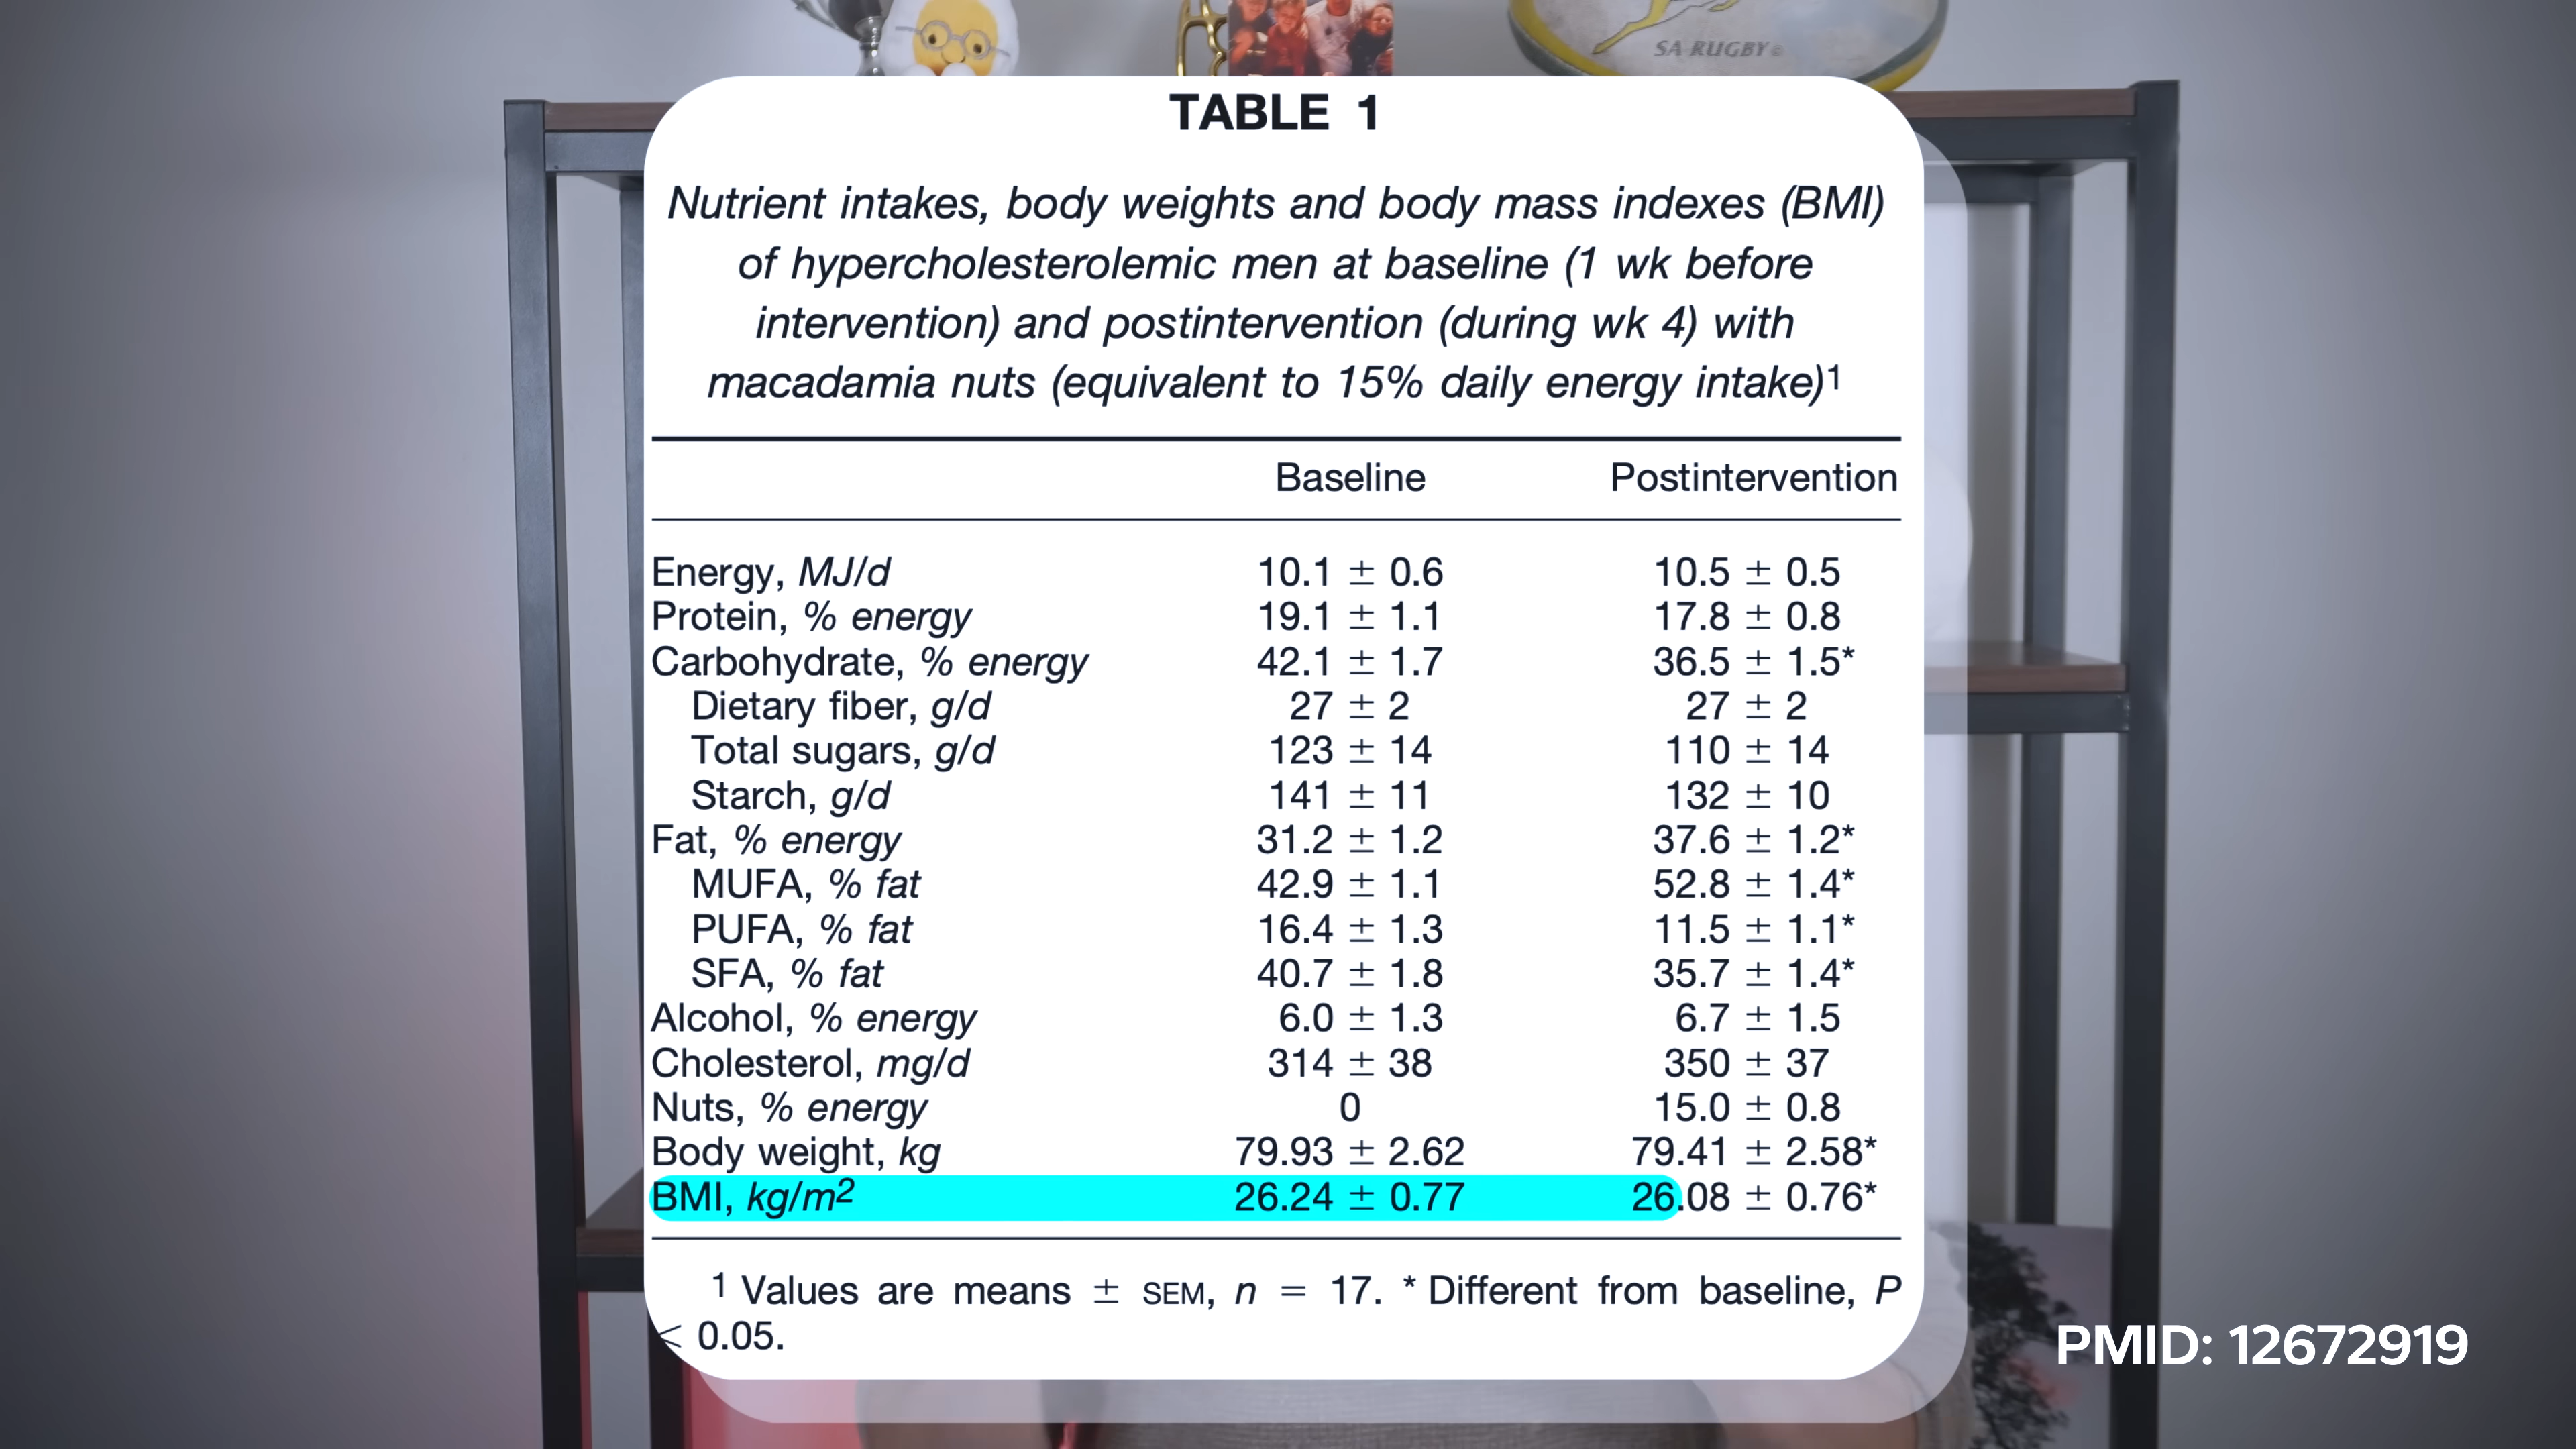 SA RUGBY
TABLE 1
Nutrient intakes, body weights and body mass indexes (BMI)
of hypercholesterolemic men at baseline (1 wk before
intervention) and postintervention (during wk 4) with
macadamia nuts (equivalent to 15% daily energy intake)1
Baseline Postintervention
Energy, MJ/d 10.1 ± 0.6 10.5 ± 0.5
Protein, % energy 19.1 ± 1.1 17.8 ± 0.8
Carbohydrate, % energy 42.1 ± 1.7 36.5 ± 1.5*
Dietary fiber, g/d 27 ± 2 27 ± 2
Total sugars, g/d 123 ± 14 110 ± 14
Starch, g/d 141 ± 11 132 ± 10
Fat, % energy 31.2 ± 1.2 37.6 ± 1.2*
MUFA, % fat 42.9 ± 1.1 52.8 ± 1.4*
PUFA, % fat 16.4 ± 1.3 11.5 ± 1.1*
SFA, % fat 40.7 ± 1.8 35.7 ± 1.4*
Alcohol, % energy 6.0 ± 1.3 6.7 ± 1.5
Cholesterol, mg/d 314 ± 38 350 ± 37
Nuts, % energy 0 15.0 ± 0.8
Body weight, kg 79.93 ± 2.62 79.41 ± 2.58*
BMI, kg/m2 26.24 ± 0.77 26.08 ± 0.76*
1 Values are means ± SEM, n = 17. * Different from baseline, P
< 0.05.
PMID: 12672919